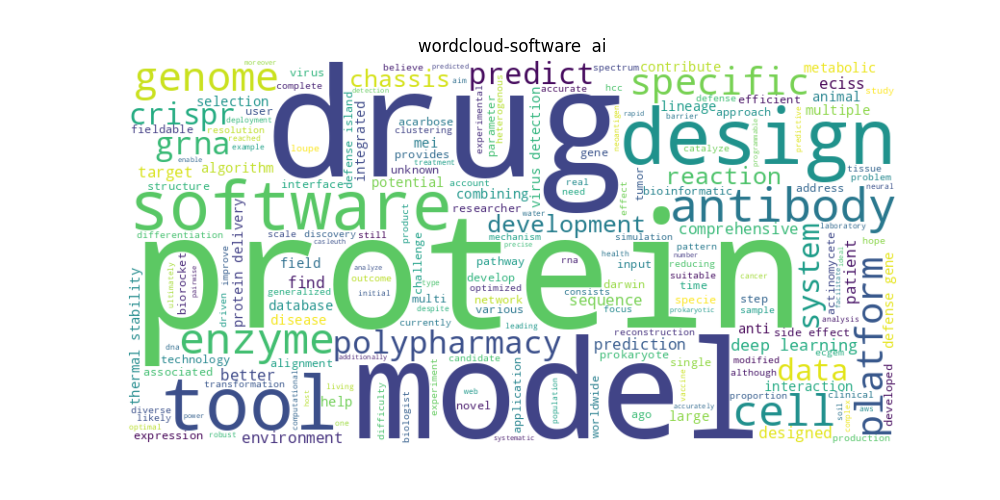 wordcloud-software ai
genome
virus
complete
chassis
believe
predicted
aim
predict
spectrum
accurate
hcc
specific
contribute
metabolic
eciss
animal
study
moreover
crispr
selection
user
deployment
fieldable
resolution
reached
example
grna
target
algorithm
loupe
enable
drug
detection
defense island
integrated
acarbose
clustering
mei
provides
unknown
treatment
experimental
parameter
heterogenous
virus detection
gene
rapid
barrier
defense
approach
efficient
lineage
multiple
design
catalyze
programmable
predictive
tissue
problem
neural
structure
interface
potential
account
combining
real
need
effect
tumor
reaction
bioinformatic
address
software
researcher
development
antibody
comprehensive
laboratory
differentiation
scale
discovery
still
casleuth
product
challenge
mechanism
water
precise
simulation
health
pattern
number
reducing
system
actinomycete
patient
hope
defense gene
protein
thermal stability
ultimately
biorocket
pairwise
driven
improve
protein delivery
field
find
generalized
database
disease
analyze
outcome
initial
pathway
develop
multi
type
despite
optimized
network
various
currently
leading
rna
consists
sequence
focus
input
darwin
suitable
time
specie
cancer
prokaryotic
step
sample
analysis
platform
enzyme
polypharmacy
dna
technology
associated
alignment
better
transformation
additionally
candidate
prediction
reconstruction
prokaryote
single
anti
side effect
deep learning
modified
although
interaction
data
ecgem
clinical
developed
tool
model
diverse
likely
optimal
power
expression
robust
environment
computational
host
living
one
help
difficulty
biologist
experiment
web
novel
systematic
application
population
worldwide
ago
large
vaccine
accurately
proportion
cell
designed
soil
complex
aws
production